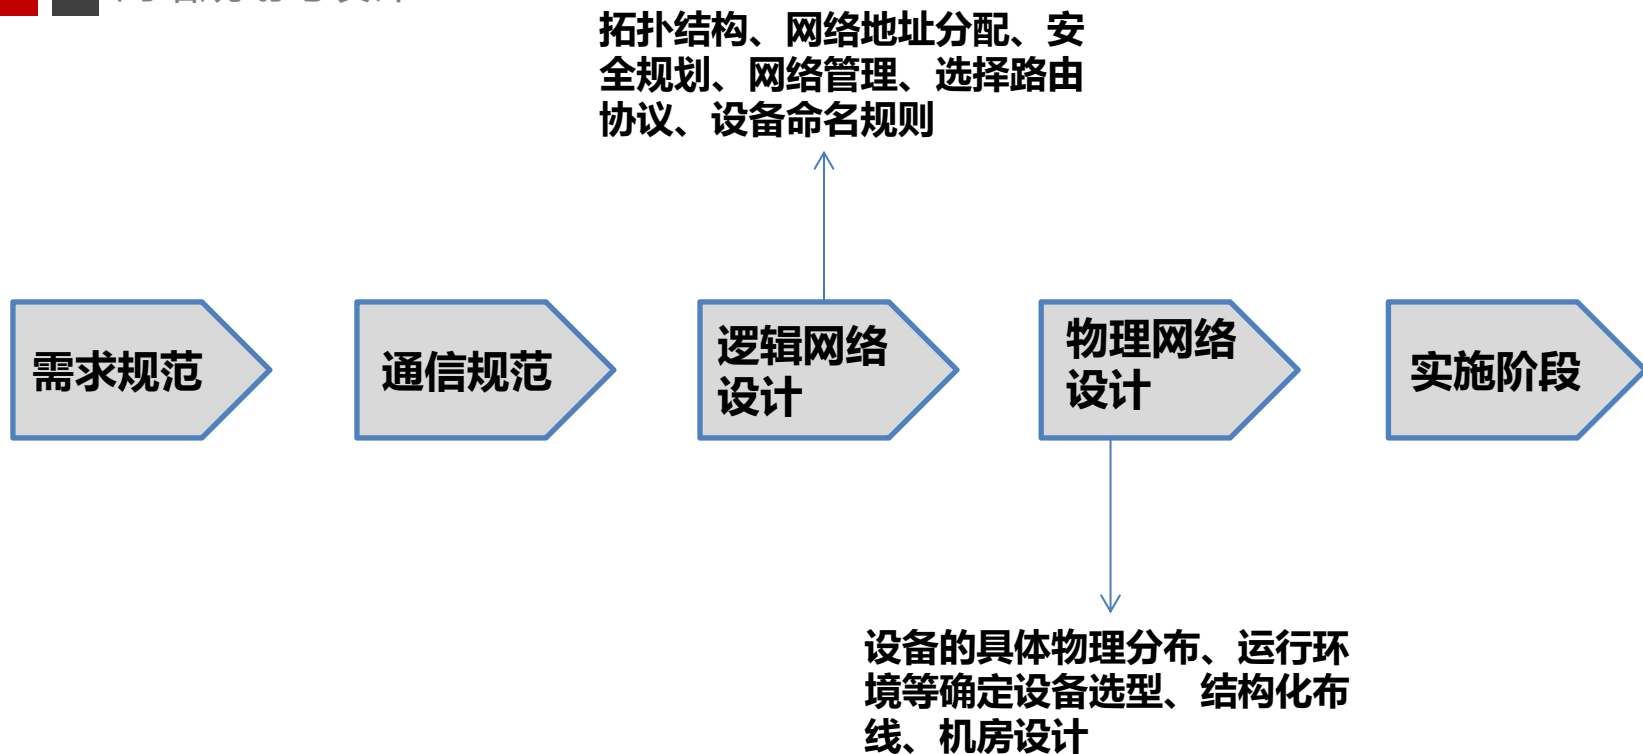 拓扑结构、网络地址分配、安
全规划、网络管理、选择路由
协议、设备命名规则
需求规范
通信规范
逻辑网络
设计
物理网络
设计
实施阶段
设备的具体物理分布、运行环
境等确定设备选型、结构化布
线、机房设计